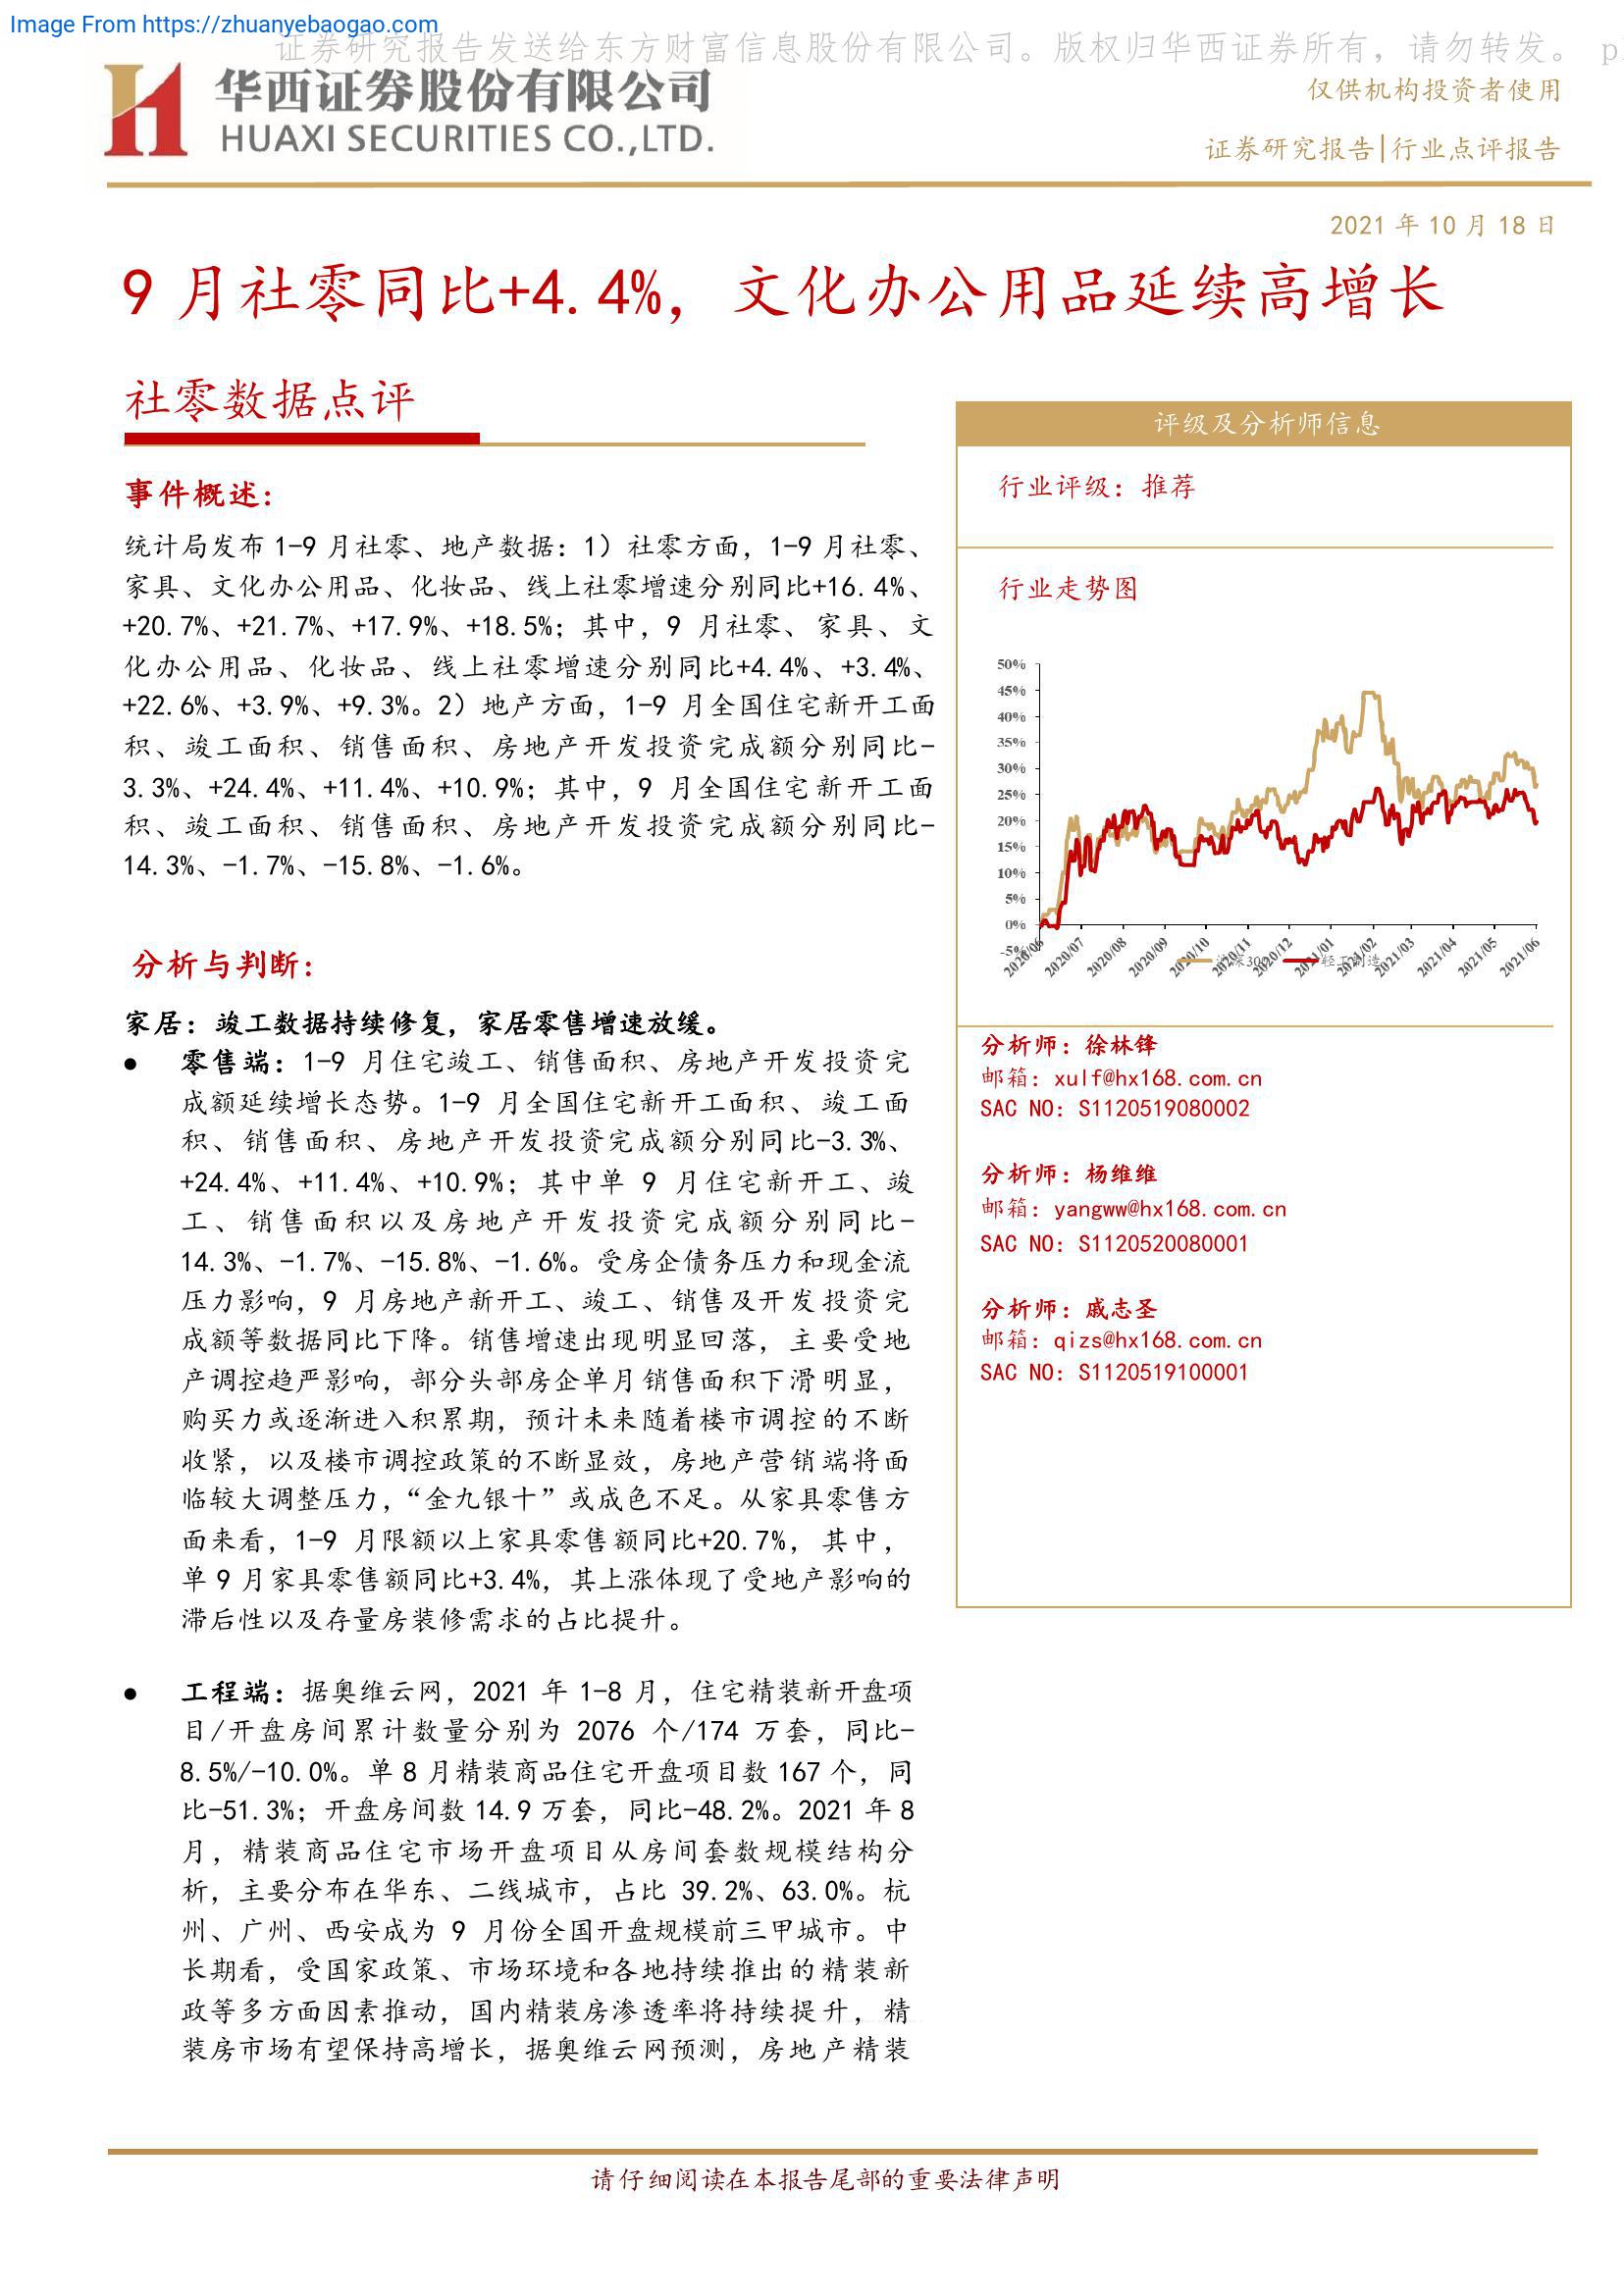 Image From https://zhuanyebaogao.com
证券研究报告发送给东方财富信息股份有限公司。版权归华西证券所有，请勿转发。 p
华西证券股份有限公司
HUAXI SECURITIES CO.,LTD.
仅供机构投资者使用
证券研究报告|行业点评报告
2021 年 10 月 18 日
9 月社零同比+4.4%，文化办公用品延续高增长
社零数据点评
事件概述：
统计局发布 1-9 月社零、地产数据：1）社零方面，1-9 月社零、
家具、文化办公用品、化妆品、线上社零增速分别同比+16.4%、
+20.7%、+21.7%、+17.9%、+18.5%；其中，9 月社零、家具、文
化办公用品、化妆品、线上社零增速分别同比+4.4%、+3.4%、
+22.6%、+3.9%、+9.3%。2）地产方面，1-9 月全国住宅新开工面
积、竣工面积、销售面积、房地产开发投资完成额分别同比-
3.3%、+24.4%、+11.4%、+10.9%；其中，9 月全国住宅新开工面
积、竣工面积、销售面积、房地产开发投资完成额分别同比-
14.3%、-1.7%、-15.8%、-1.6%。
分析与判断：
家居：竣工数据持续修复，家居零售增速放缓。
● 零售端：1-9 月住宅竣工、销售面积、房地产开发投资完
成额延续增长态势。1-9 月全国住宅新开工面积、竣工面
积、销售面积、房地产开发投资完成额分别同比-3.3%、
+24.4%、+11.4%、+10.9%；其中单 9 月住宅新开工、竣
工、销售面积以及房地产开发投资完成额分别同比-
14.3%、-1.7%、-15.8%、-1.6%。受房企债务压力和现金流
压力影响，9 月房地产新开工、竣工、销售及开发投资完
成额等数据同比下降。销售增速出现明显回落，主要受地
产调控趋严影响，部分头部房企单月销售面积下滑明显，
购买力或逐渐进入积累期，预计未来随着楼市调控的不断
收紧，以及楼市调控政策的不断显效，房地产营销端将面
临较大调整压力，“金九银十”或成色不足。从家具零售方
面来看，1-9 月限额以上家具零售额同比+20.7%，其中，
单 9 月家具零售额同比+3.4%，其上涨体现了受地产影响的
滞后性以及存量房装修需求的占比提升。
● 工程端：据奥维云网，2021 年 1-8 月，住宅精装新开盘项
目/开盘房间累计数量分别为 2076 个/174 万套，同比-
8.5%/-10.0%。单 8 月精装商品住宅开盘项目数 167 个，同
比-51.3%；开盘房间数 14.9 万套，同比-48.2%。2021 年 8
月，精装商品住宅市场开盘项目从房间套数规模结构分
析，主要分布在华东、二线城市，占比 39.2%、63.0%。杭
州、广州、西安成为 9 月份全国开盘规模前三甲城市。中
长期看，受国家政策、市场环境和各地持续推出的精装新
政等多方面因素推动，国内精装房渗透率将持续提升，精
装房市场有望保持高增长，据奥维云网预测，房地产精装
评级及分析师信息
行业评级：推荐
行业走势图
50%
45%
40%
35%
30%
25%
20%
15%
10%
5%
0%
-5%
2020/06
2020/07
2020/08
2020/09
2020/10
2020/11
2020/12
2021/01
2021/02
2021/03
2021/04
2021/05
2021/06
沪深300
轻工制造
分析师：徐林锋
邮箱：xulf@hx168.com.cn
SAC NO：S1120519080002
分析师：杨维维
邮箱：yangww@hx168.com.cn
SAC NO：S1120520080001
分析师：戚志圣
邮箱：qizs@hx168.com.cn
SAC NO：S1120519100001
请仔细阅读在本报告尾部的重要法律声明